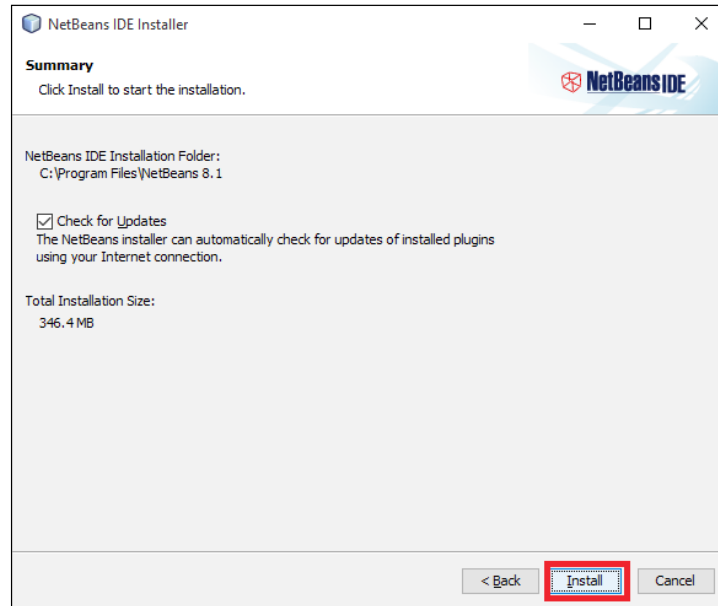 NetBeans IDE Installer
Summary
Click Install to start the installation.
NetBeans IDE
NetBeans IDE Installation Folder:
C:\Program Files\NetBeans 8.1
Check for Updates
The NetBeans installer can automatically check for updates of installed plugins
using your Internet connection.
Total Installation Size:
346.4 MB
< Back Install Cancel